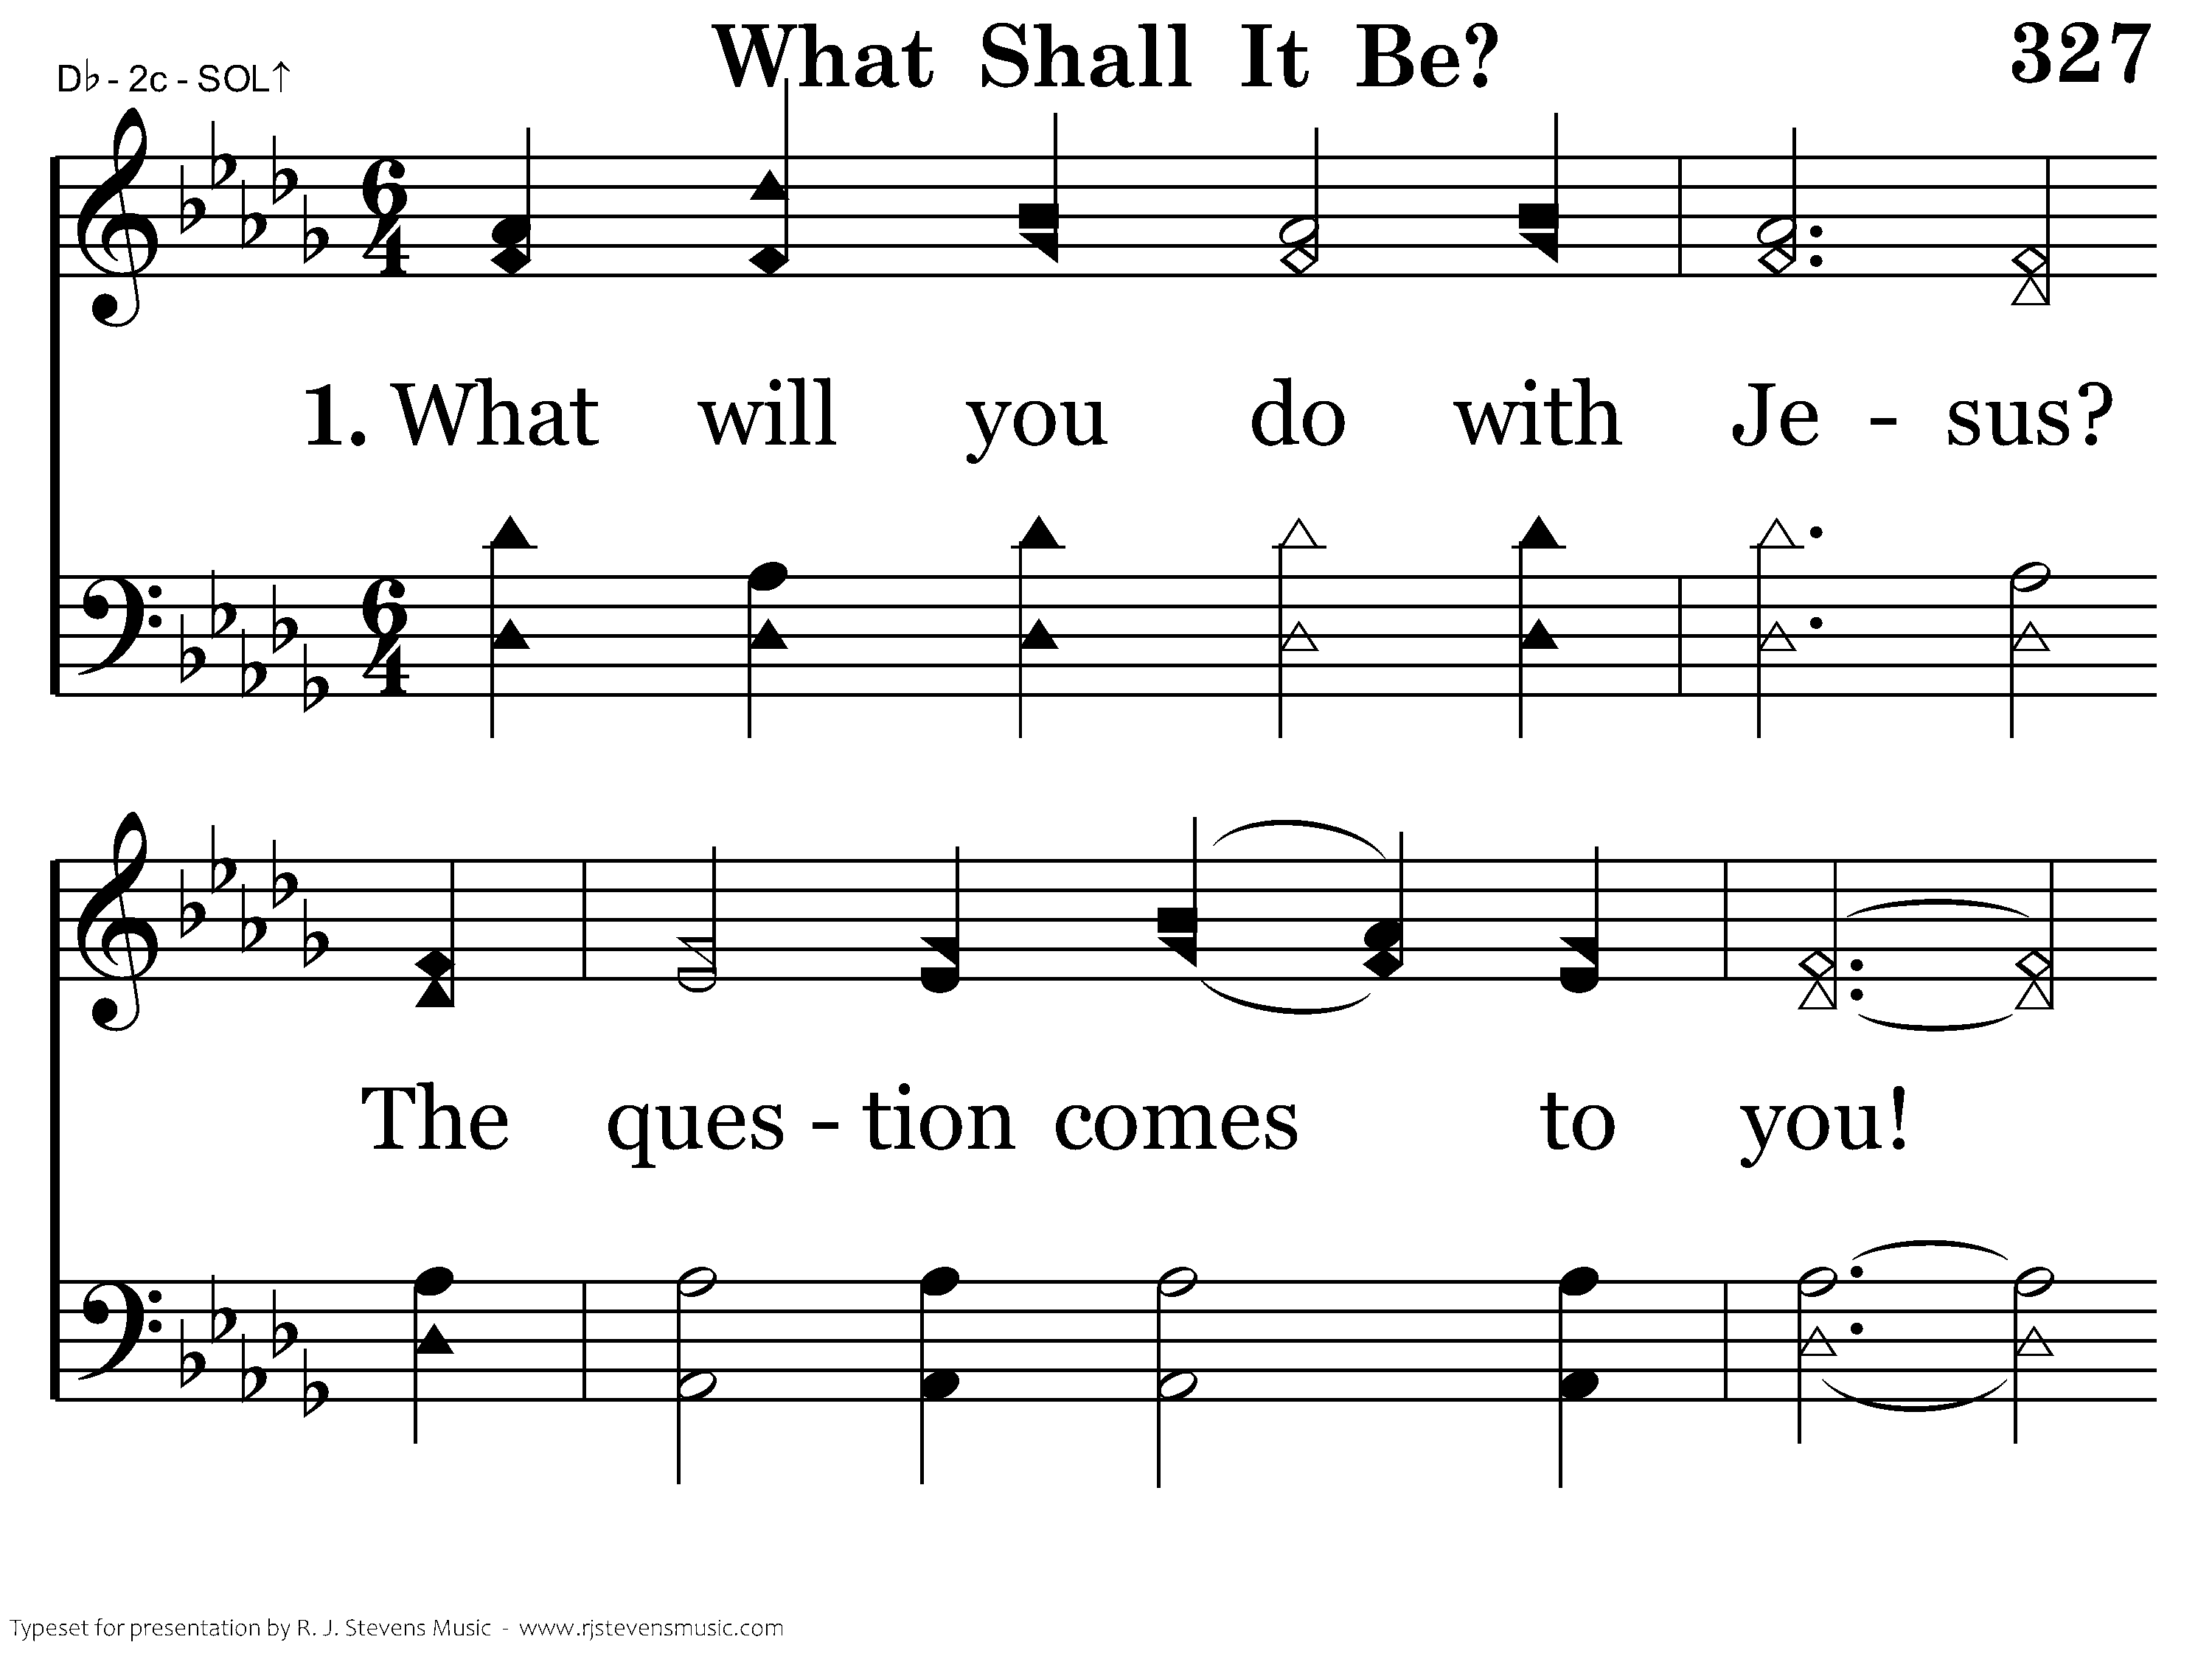 What Shall It Be?
327
D♭ - 2c - SOL↑
1. What will you do with Je - sus?
The ques - tion comes to you!
Typeset for presentation by R. J. Stevens Music - www.rjstevensmusic.com